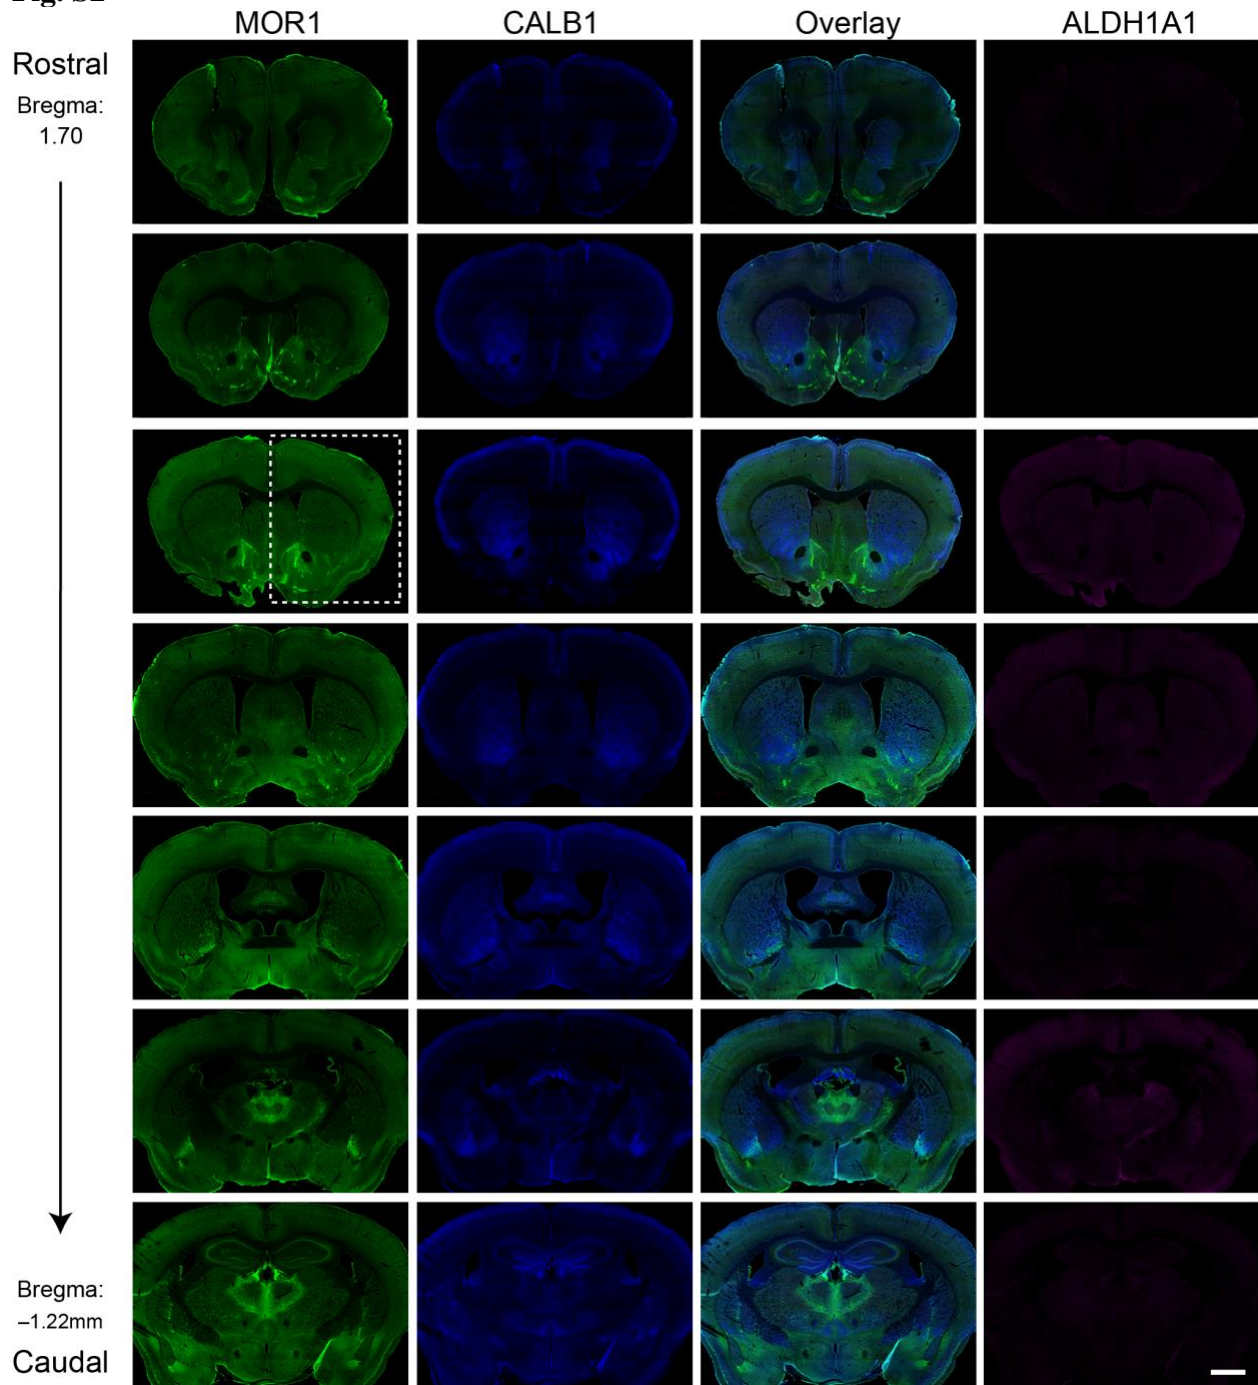 MOR1 CALB1 Overlay ALDH1A1
Rostral
Bregma:
1.70
Bregma:
–1.22mm
Caudal